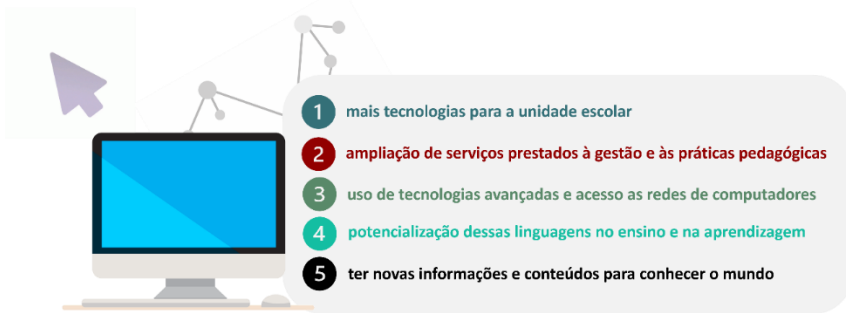 1 mais tecnologias para a unidade escolar
2 ampliação de serviços prestados à gestão e às práticas pedagógicas
3 uso de tecnologias avançadas e acesso as redes de computadores
4 potencialização dessas linguagens no ensino e na aprendizagem
5 ter novas informações e conteúdos para conhecer o mundo